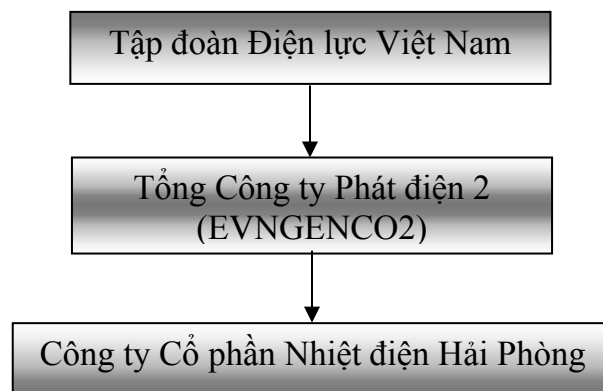 Tập đoàn Điện lực Việt Nam
Tổng Công ty Phát điện 2
(EVNGENCO2)
Công ty Cổ phần Nhiệt điện Hải Phòng